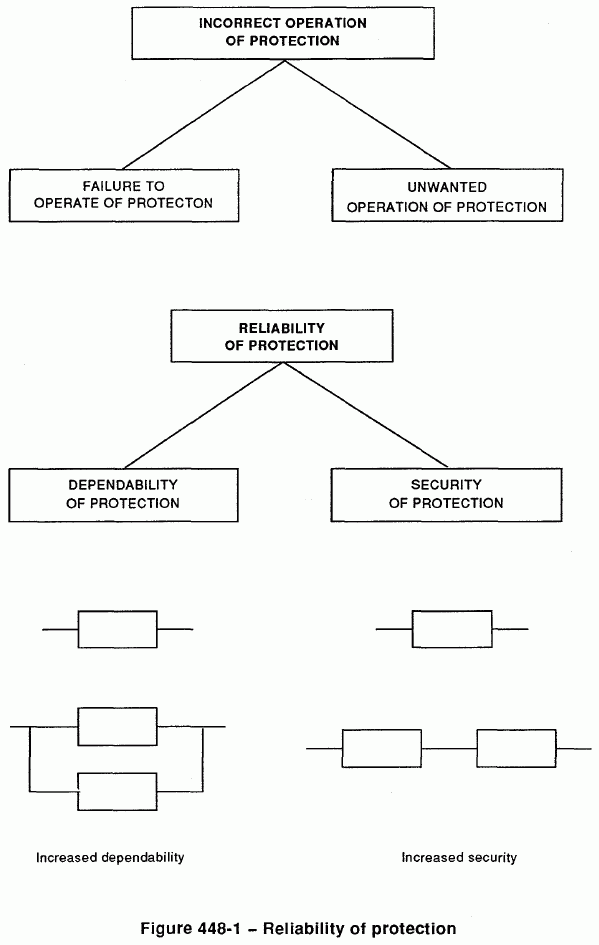 INCORRECT OPERATION
OF PROTECTION
FAILURE TO
OPERATE OF PROTECTON
UNWANTED
OPERATION OF PROTECTION
RELIABILITY
OF PROTECTION
DEPENDABILITY
OF PROTECTION
SECURITY
OF PROTECTION
Increased dependability
Increased security
Figure 448-1 – Reliability of protection